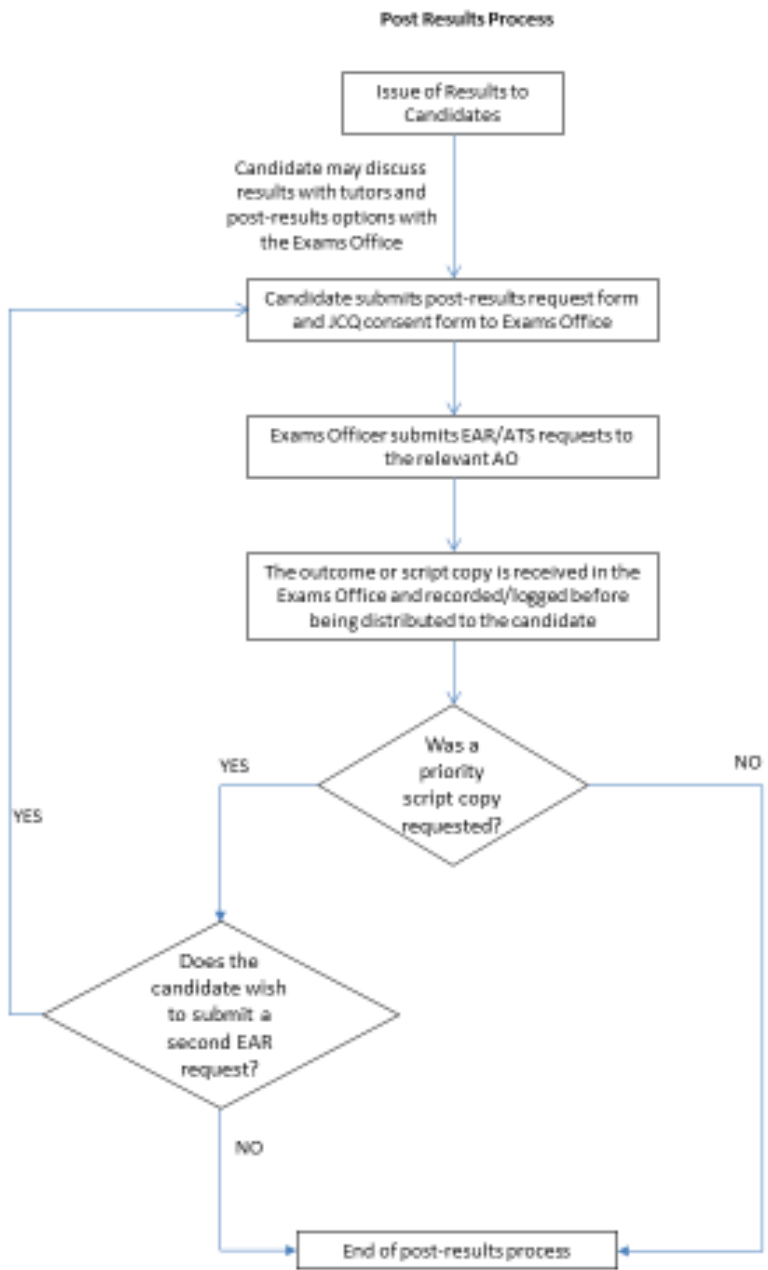 Post Results Process
Issue of Results to
Candidates
Candidate may discuss
results with tutors and
post-results options with
the Exams Office
Candidate submits post-results request form
and JCQ consent form to Exams Office
Exams Officer submits EAR/ATS requests to
the relevant AO
The outcome or script copy is received in the
Exams Office and recorded/logged before
being distributed to the candidate
Was a
priority
script copy
requested?
YES
NO
YES
Does the
candidate wish
to submit a
second EAR
request?
NO
End of post-results process